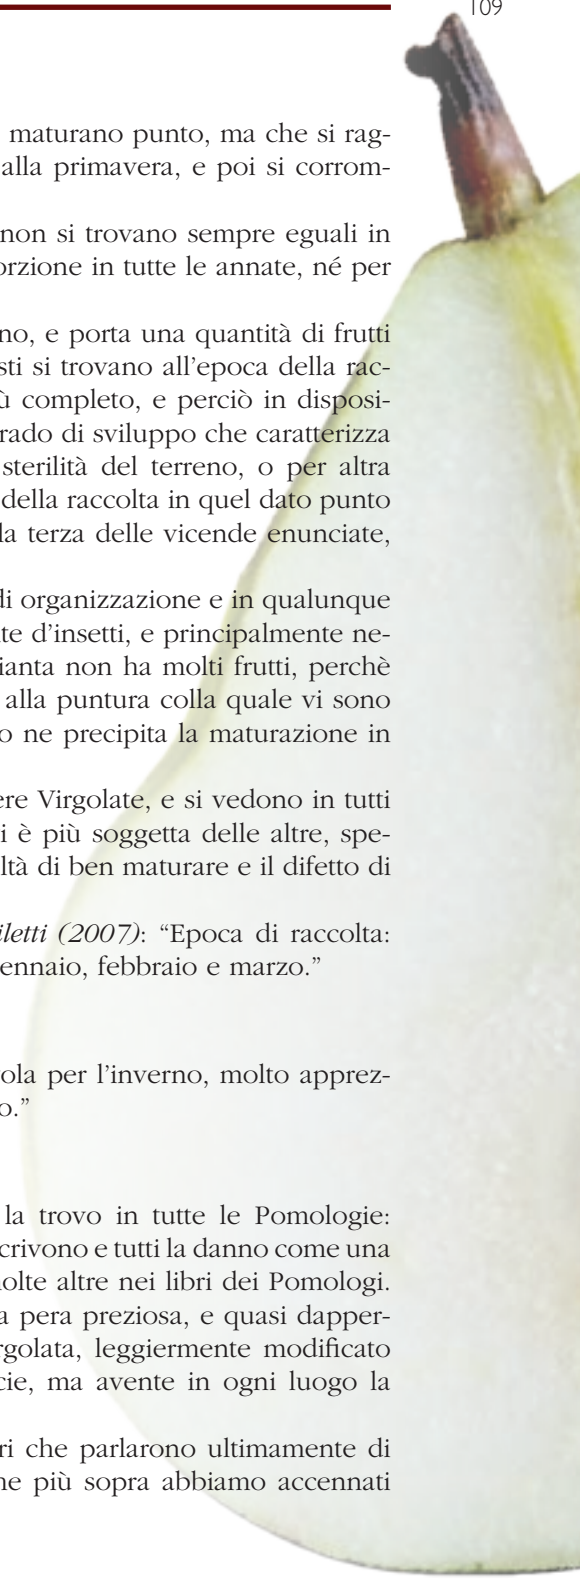 109
maturano punto, ma che si rag-
alla primavera, e poi si corrom-
non si trovano sempre eguali in
orzione in tutte le annate, né per
no, e porta una quantità di frutti
sti si trovano all'epoca della rac-
ù completo, e perciò in disposi-
rado di sviluppo che caratterizza
sterilità del terreno, o per altra
della raccolta in quel dato punto
la terza delle vicende enunciate,
di organizzazione e in qualunque
te d'insetti, e principalmente ne-
ianta non ha molti frutti, perchè
alla puntura colla quale vi sono
o ne precipita la maturazione in
ere Virgolate, e si vedono in tutti
i è più soggetta delle altre, spe-
ltà di ben maturare e il difetto di
iletti (2007): “Epoca di raccolta:
ennaio, febbraio e marzo.”
ola per l'inverno, molto apprez-
o.”
la trovo in tutte le Pomologie:
crivono e tutti la danno come una
nolte altre nei libri dei Pomologi.
a pera preziosa, e quasi dapper-
rgolata, leggiermente modificato
cie, ma avente in ogni luogo la
ri che parlarono ultimamente di
ne più sopra abbiamo accennati